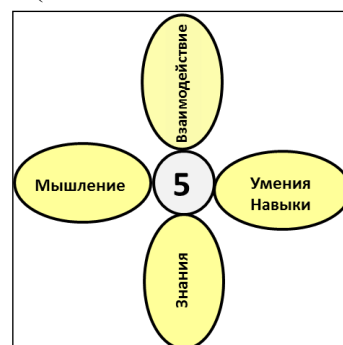 Взаимодействие
Мышление
5
Умения
Навыки
Знания